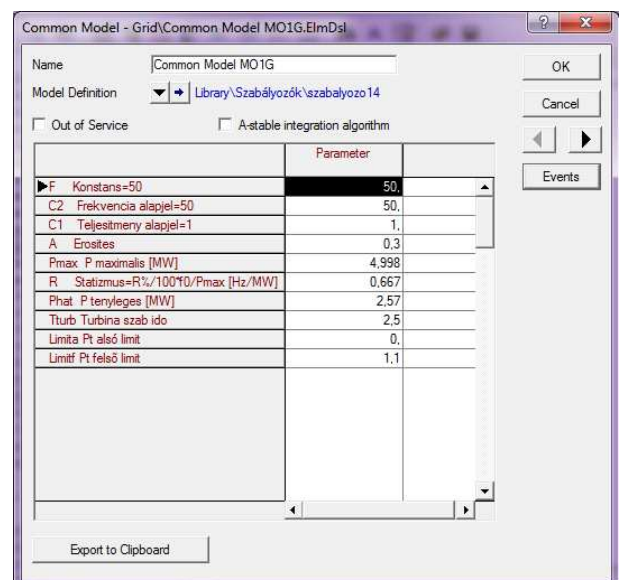 Common Model - Grid\Common Model MO1G.ElmDsl
Name Common Model MO1G
OK
Model Definition Library\Szabályozók\szabalyozo14
Cancel
Out of Service A-stable integration algorithm
Events
Parameter
F Konstans=50 50,
C2 Frekvencia alapjel=50 50,
C1 Teljesitmeny alapjel=1 1,
A Erosites 0,3
Pmax P maximalis [MW] 4,998
R Statizmus=R%/100*f0/Pmax [Hz/MW] 0,667
Phat P tenyleges [MW] 2,57
Tturb Turbina szab ido 2,5
Limita Pt alsó limit 0,
Limitf Pt felsõ limit 1,1
Export to Clipboard